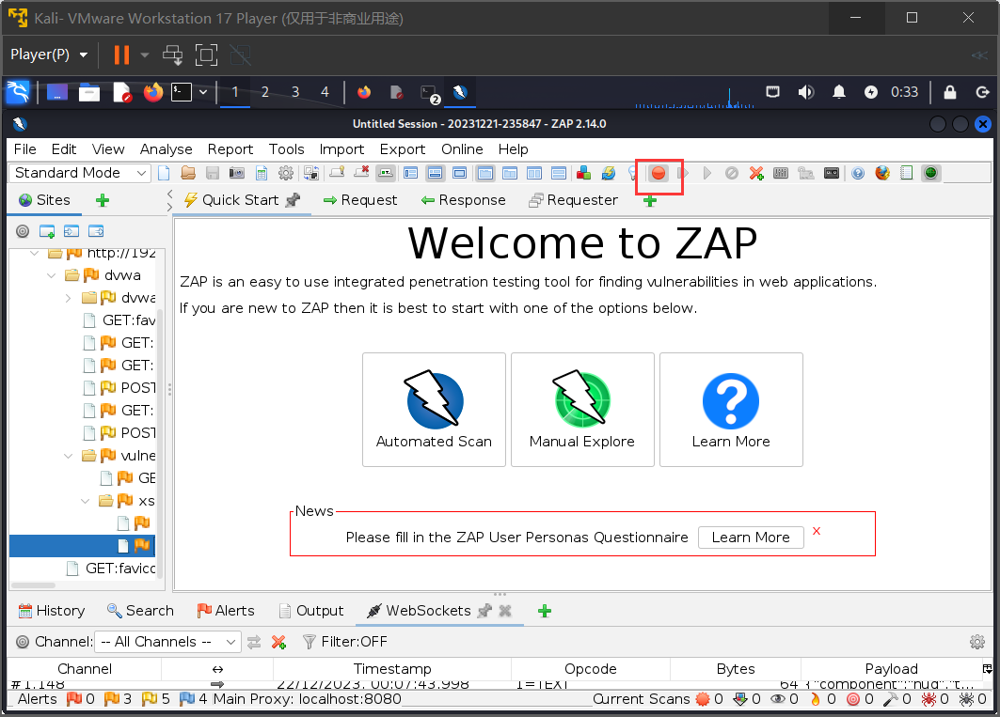 Kali- VMware Workstation 17 Player (仅用于非商业用途)
Player(P)
1 2 3 4 2 0:33
Untitled Session - 20231221-235847 - ZAP 2.14.0
File Edit View Analyse Report Tools Import Export Online Help
Standard Mode
Sites Quick Start Request Response Requester
Welcome to ZAP
http://192
dvwa
ZAP is an easy to use integrated penetration testing tool for finding vulnerabilities in web applications.
dvwa
If you are new to ZAP then it is best to start with one of the options below.
GET:fav
GET:
GET:
POST
GET:
POST
Automated Scan Manual Explore Learn More
vulne
GE
xs
News
Please fill in the ZAP User Personas Questionnaire Learn More X
GET:favico
History Search Alerts Output WebSockets
Channel: -- All Channels -- Filter:OFF
Channel ↔ Timestamp Opcode Bytes Payload
#1.148 22/12/2023, 00:07:43.998 1=TEXT 64 {"component":"hud","t...
Alerts 0 3 5 4 Main Proxy: localhost:8080 Current Scans 0 0 0 0 0 0 0 0